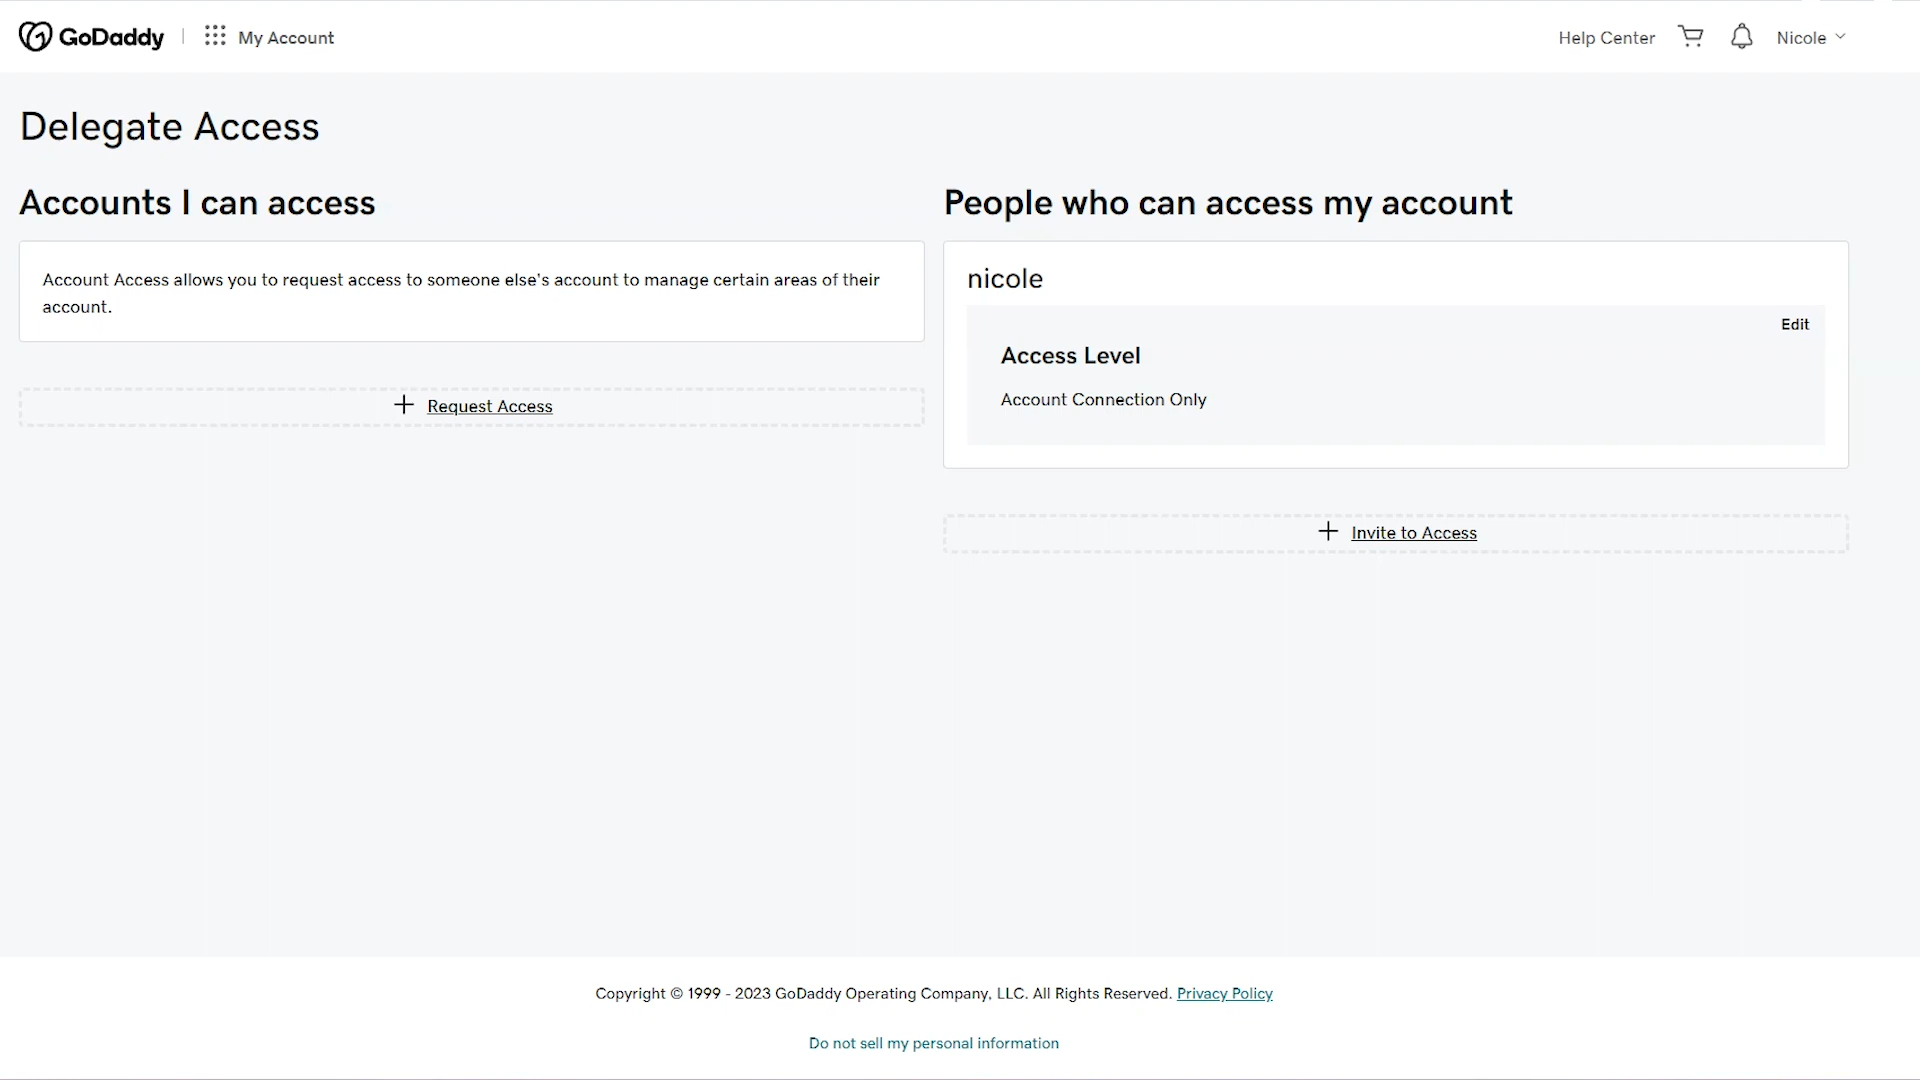 GoDaddy
My Account
Help Center
Nicole
Delegate Access
Accounts I can access
Account Access allows you to request access to someone else's account to manage certain areas of their
account.
Request Access
People who can access my account
nicole
Edit
Access Level
Account Connection Only
Invite to Access
Copyright © 1999 - 2023 GoDaddy Operating Company, LLC. All Rights Reserved. Privacy Policy
Do not sell my personal information